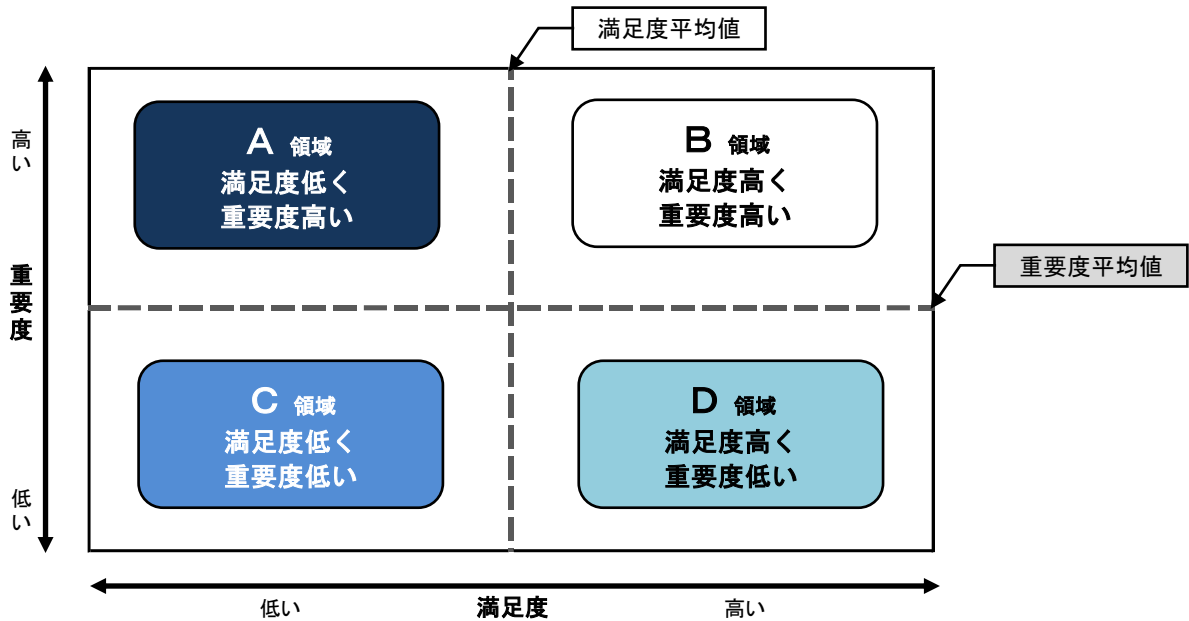 満足度平均値
高い
A 領域
満足度低く
重要度高い
B 領域
満足度高く
重要度高い
重要度平均値
重要度
C 領域
満足度低く
重要度低い
D 領域
満足度高く
重要度低い
低い
低い
満足度
高い